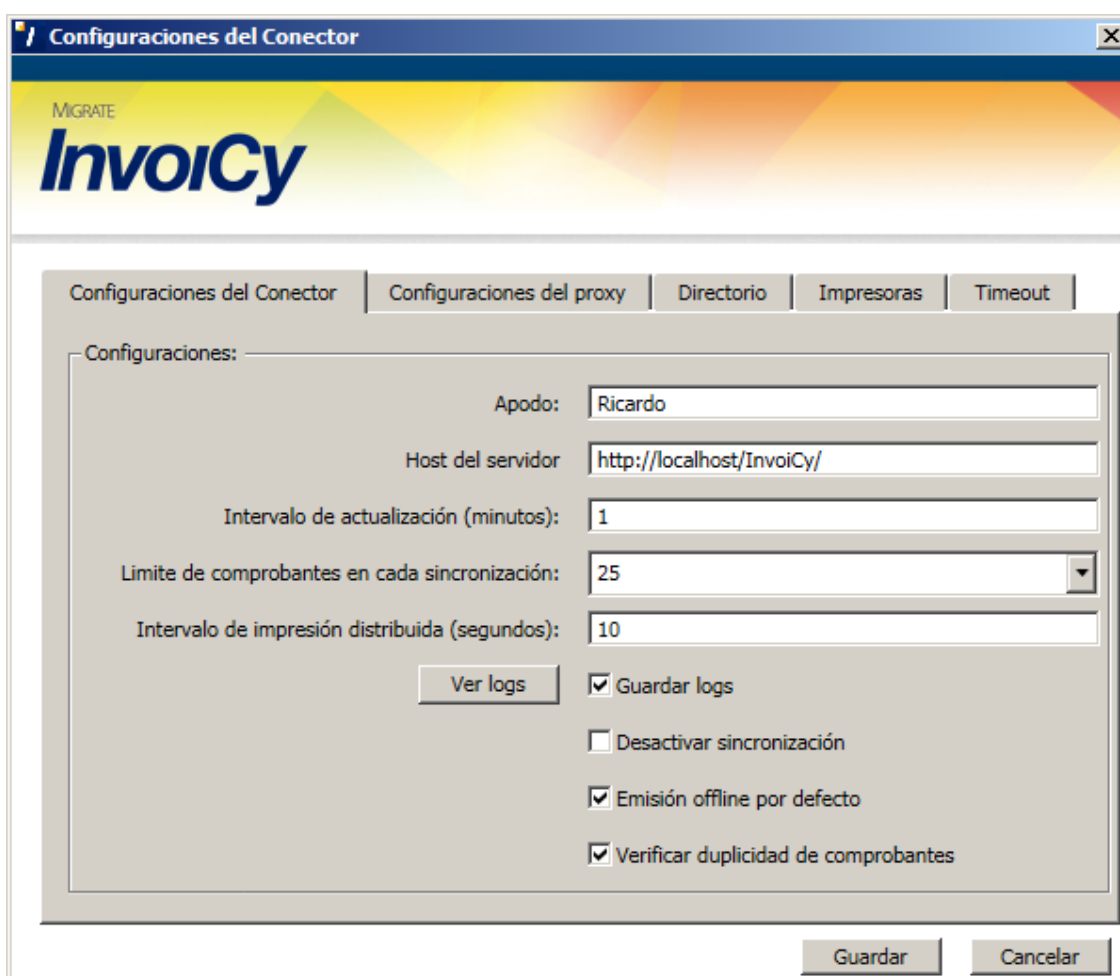 Configuraciones del Conector
MIGRATE
InvoiCy
Configuraciones del Conector Configuraciones del proxy Directorio Impresoras Timeout
Configuraciones:
Apodo: Ricardo
Host del servidor http://localhost/InvoiCy/
Intervalo de actualización (minutos): 1
Limite de comprobantes en cada sincronización: 25
Intervalo de impresión distribuida (segundos): 10
Ver logs Guardar logs
Desactivar sincronización
Emisión offline por defecto
Verificar duplicidad de comprobantes
Guardar Cancelar